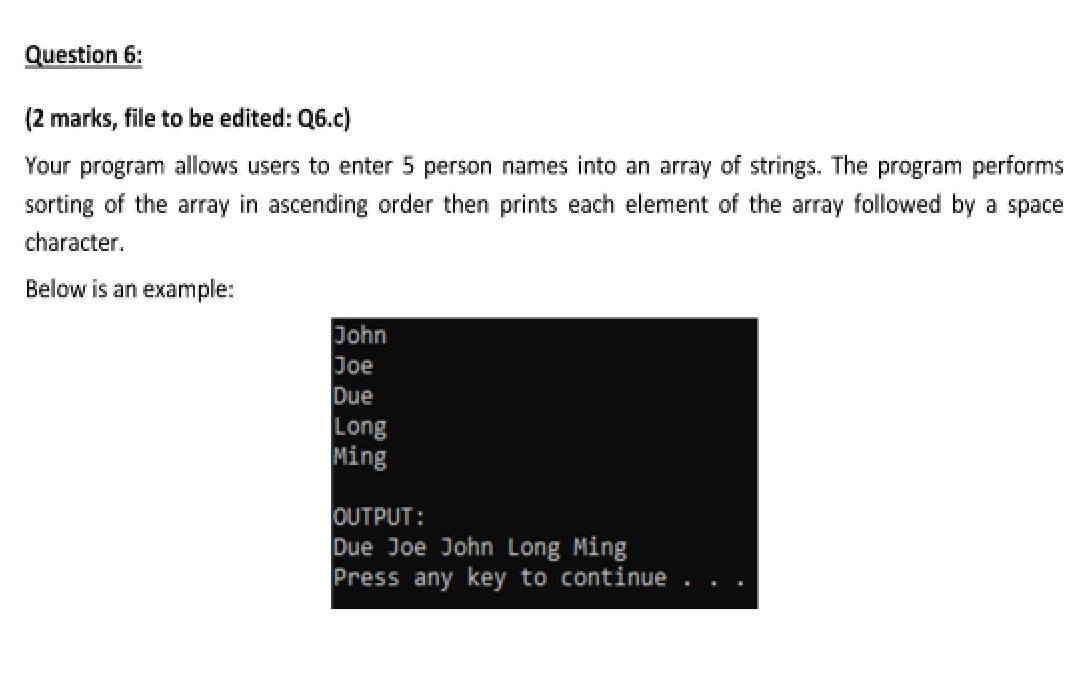 Question 6:
(2 marks, file to be edited: Q6.c)
Your program allows users to enter 5 person names into an array of strings. The program performs
sorting of the array in ascending order then prints each element of the array followed by a space
character.
Below is an example:
John
Joe
Due
Long
Ming
OUTPUT:
Due Joe John Long Ming
Press any key to continue . . .